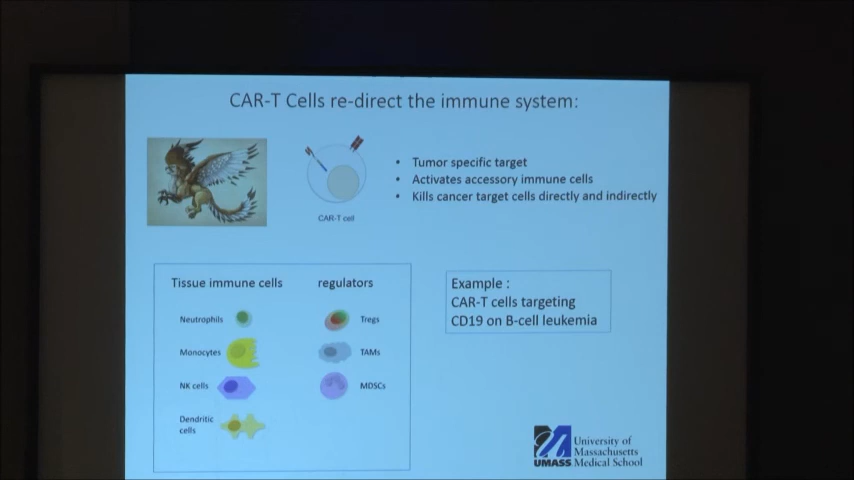 CAR-T Cells re-direct the immune system:
• Tumor specific target
• Activates accessory immune cells
• Kills cancer target cells directly and indirectly
CAR-T cell
Tissue immune cells
regulators
Neutrophils
Tregs
Monocytes
TAMs
NK cells
MDSCs
Dendritic
cells
Example :
CAR-T cells targeting
CD19 on B-cell leukemia
UMASS
University of
Massachusetts
Medical School